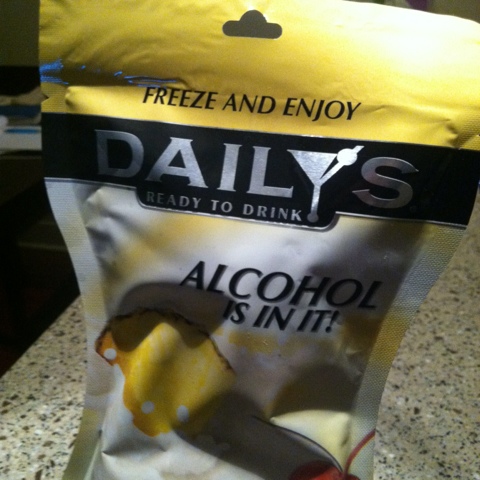 FREEZE AND ENJOY
DAILY'S
READY TO DRINK
ALCOHOL
IS IN IT!